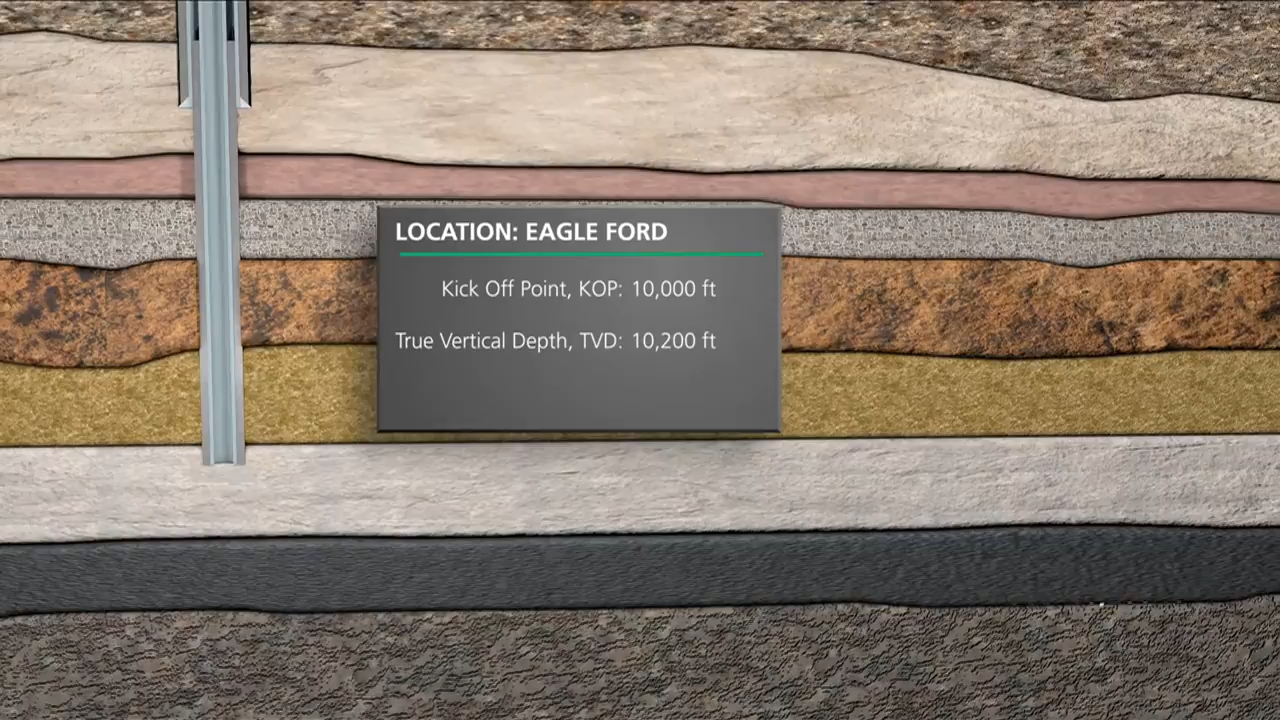 LOCATION: EAGLE FORD
Kick Off Point, KOP: 10,000 ft
True Vertical Depth, TVD: 10,200 ft